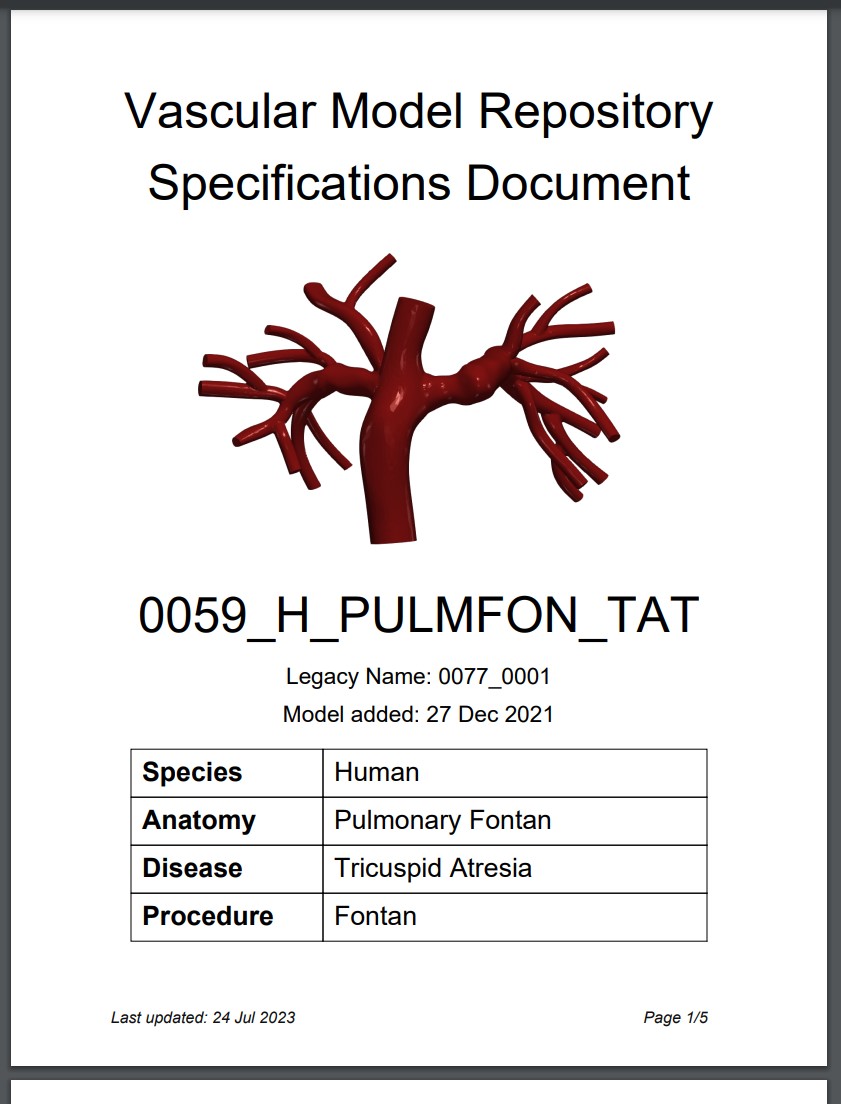 Vascular Model Repository
Specifications Document
0059_H_PULMFON_TAT
Legacy Name: 0077_0001
Model added: 27 Dec 2021
Species Human
Anatomy Pulmonary Fontan
Disease Tricuspid Atresia
Procedure Fontan
Last updated: 24 Jul 2023 Page 1/5